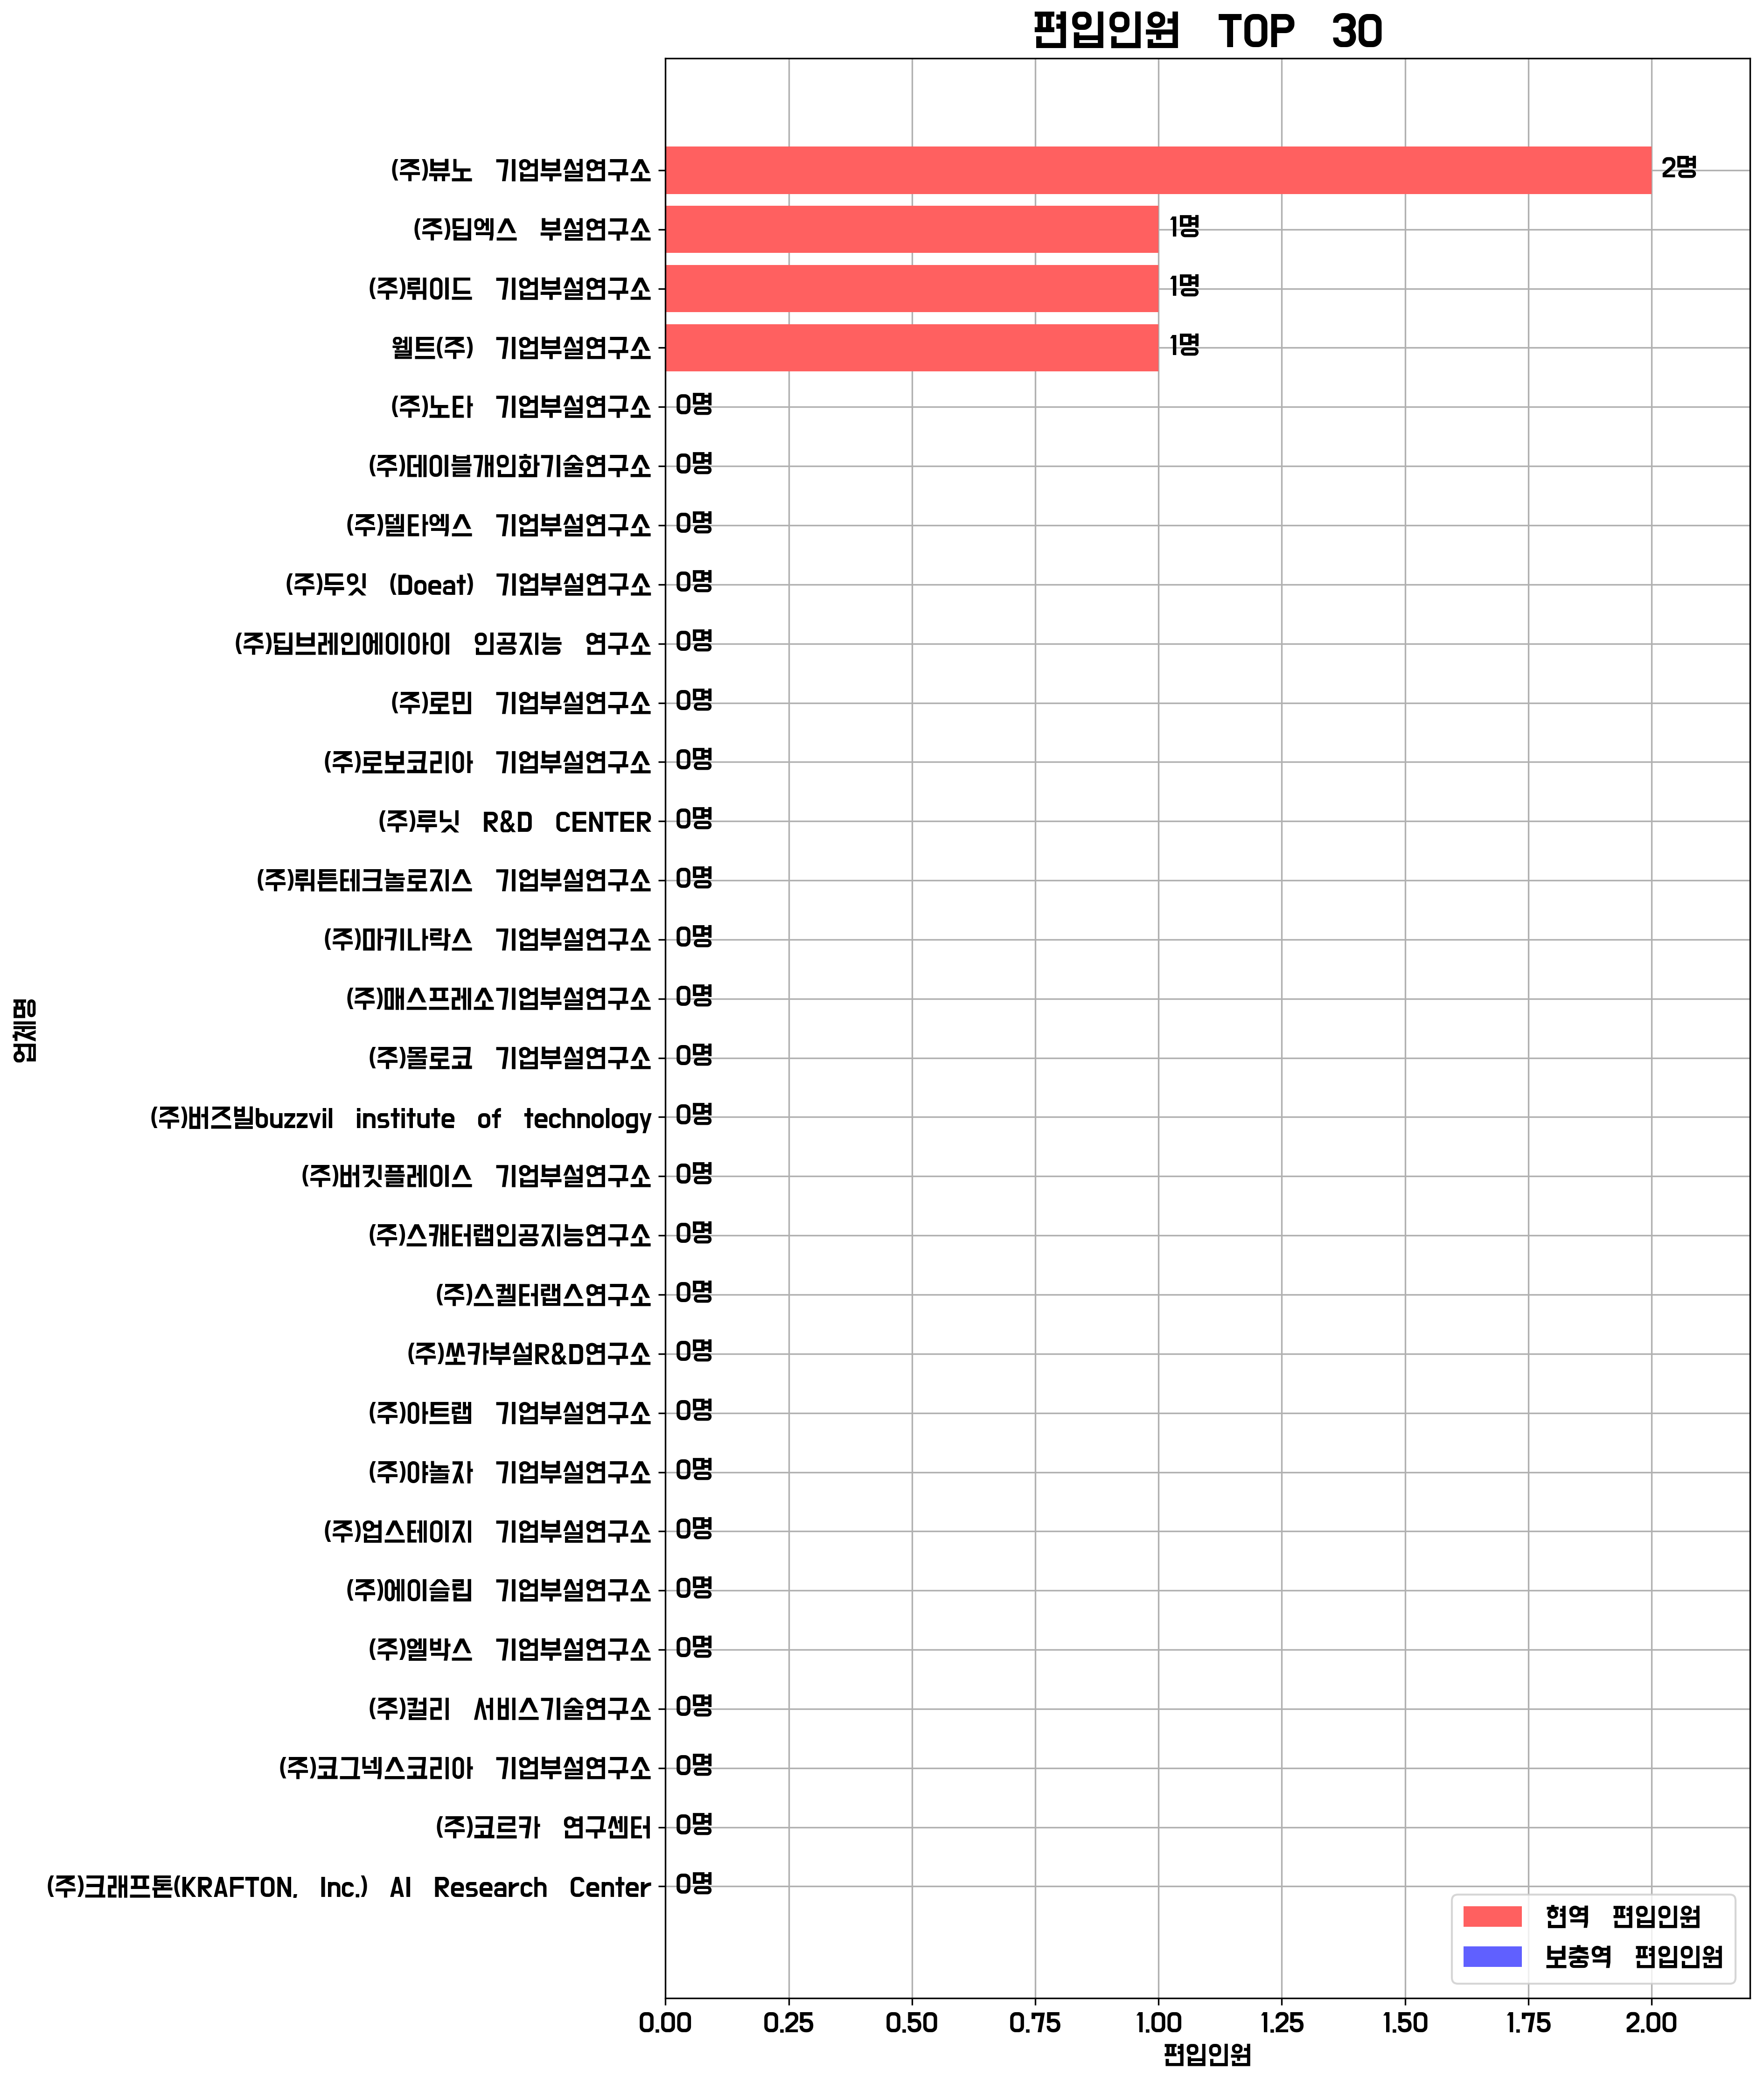 편입인원 TOP 30
(주)뷰노 기업부설연구소 2명
(주)딥엑스 부설연구소 1명
(주)뤼이드 기업부설연구소 1명
웰트(주) 기업부설연구소 1명
(주)노타 기업부설연구소 0명
(주)데이블개인화기술연구소 0명
(주)델타엑스 기업부설연구소 0명
(주)두잇 (Doeat) 기업부설연구소 0명
(주)딥브레인에이아이 인공지능 연구소 0명
(주)로민 기업부설연구소 0명
(주)로보코리아 기업부설연구소 0명
(주)루닛 R&D CENTER 0명
(주)뤼튼테크놀로지스 기업부설연구소 0명
(주)마키나락스 기업부설연구소 0명
(주)매스프레소기업부설연구소 0명
(주)몰로코 기업부설연구소 0명
(주)버즈빌buzzvil institute of technology 0명
(주)버킷플레이스 기업부설연구소 0명
(주)스캐터랩인공지능연구소 0명
(주)스켈터랩스연구소 0명
(주)쏘카부설R&D연구소 0명
(주)아트랩 기업부설연구소 0명
(주)야놀자 기업부설연구소 0명
(주)업스테이지 기업부설연구소 0명
(주)에이슬립 기업부설연구소 0명
(주)엘박스 기업부설연구소 0명
(주)컬리 서비스기술연구소 0명
(주)코그넥스코리아 기업부설연구소 0명
(주)코르카 연구센터 0명
(주)크래프톤(KRAFTON, Inc.) AI Research Center 0명
업체명
현역 편입인원
보충역 편입인원
0.00 0.25 0.50 0.75 1.00 1.25 1.50 1.75 2.00
편입인원